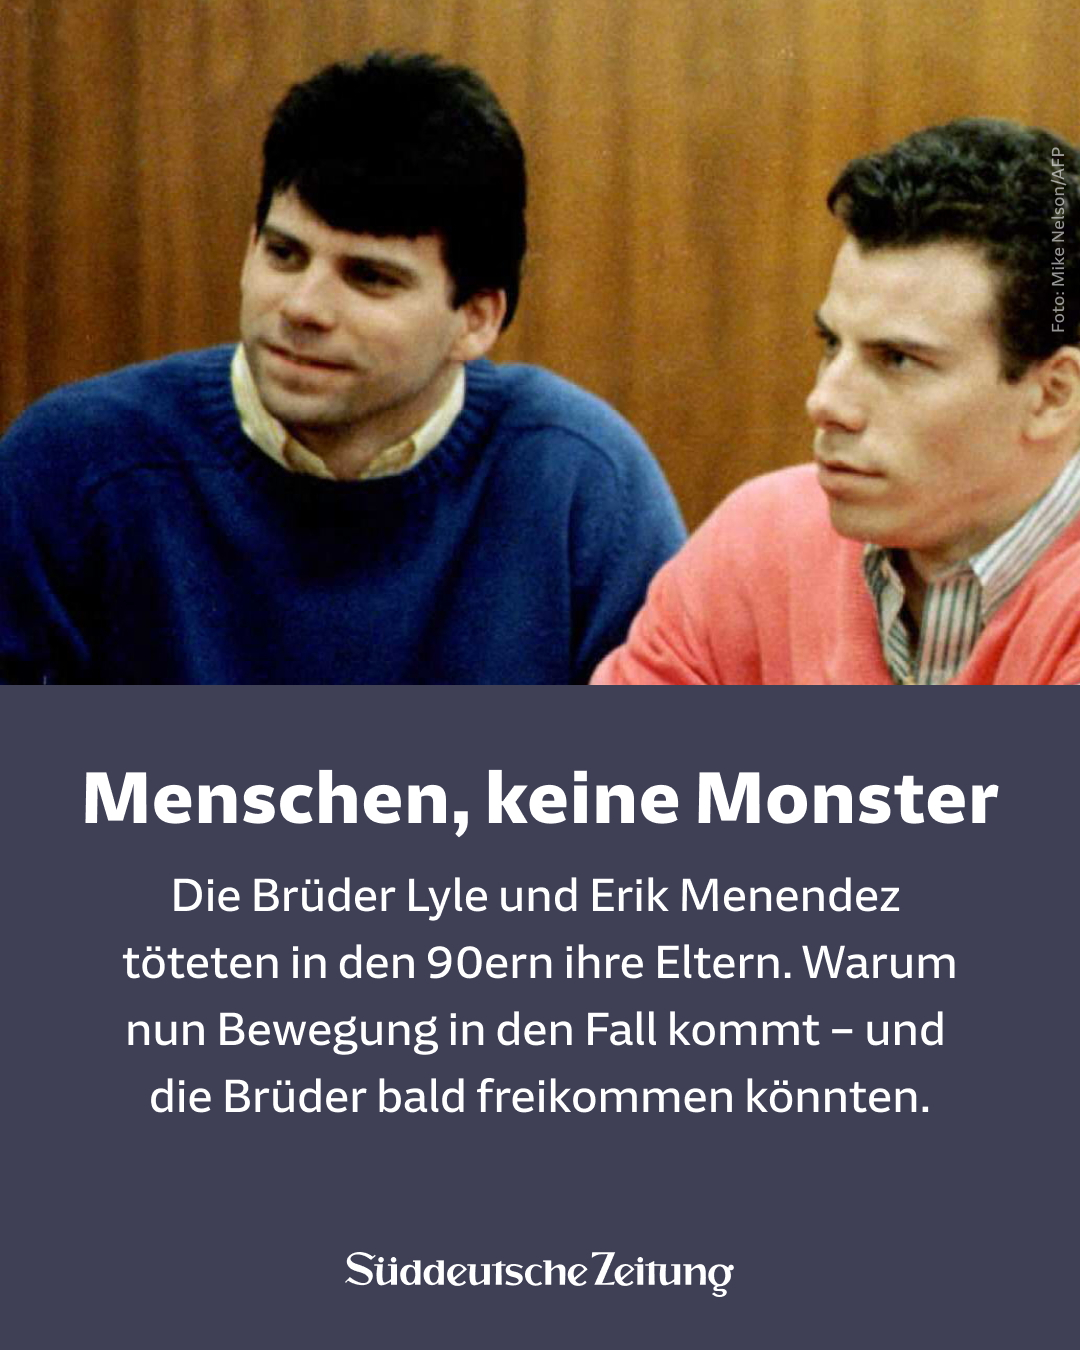 Foto: Mike Nelson/AFP
Menschen, keine Monster
Die Brüder Lyle und Erik Menendez
töteten in den 90ern ihre Eltern. Warum
nun Bewegung in den Fall kommt – und
die Brüder bald freikommen könnten.
Süddeutsche Zeitung